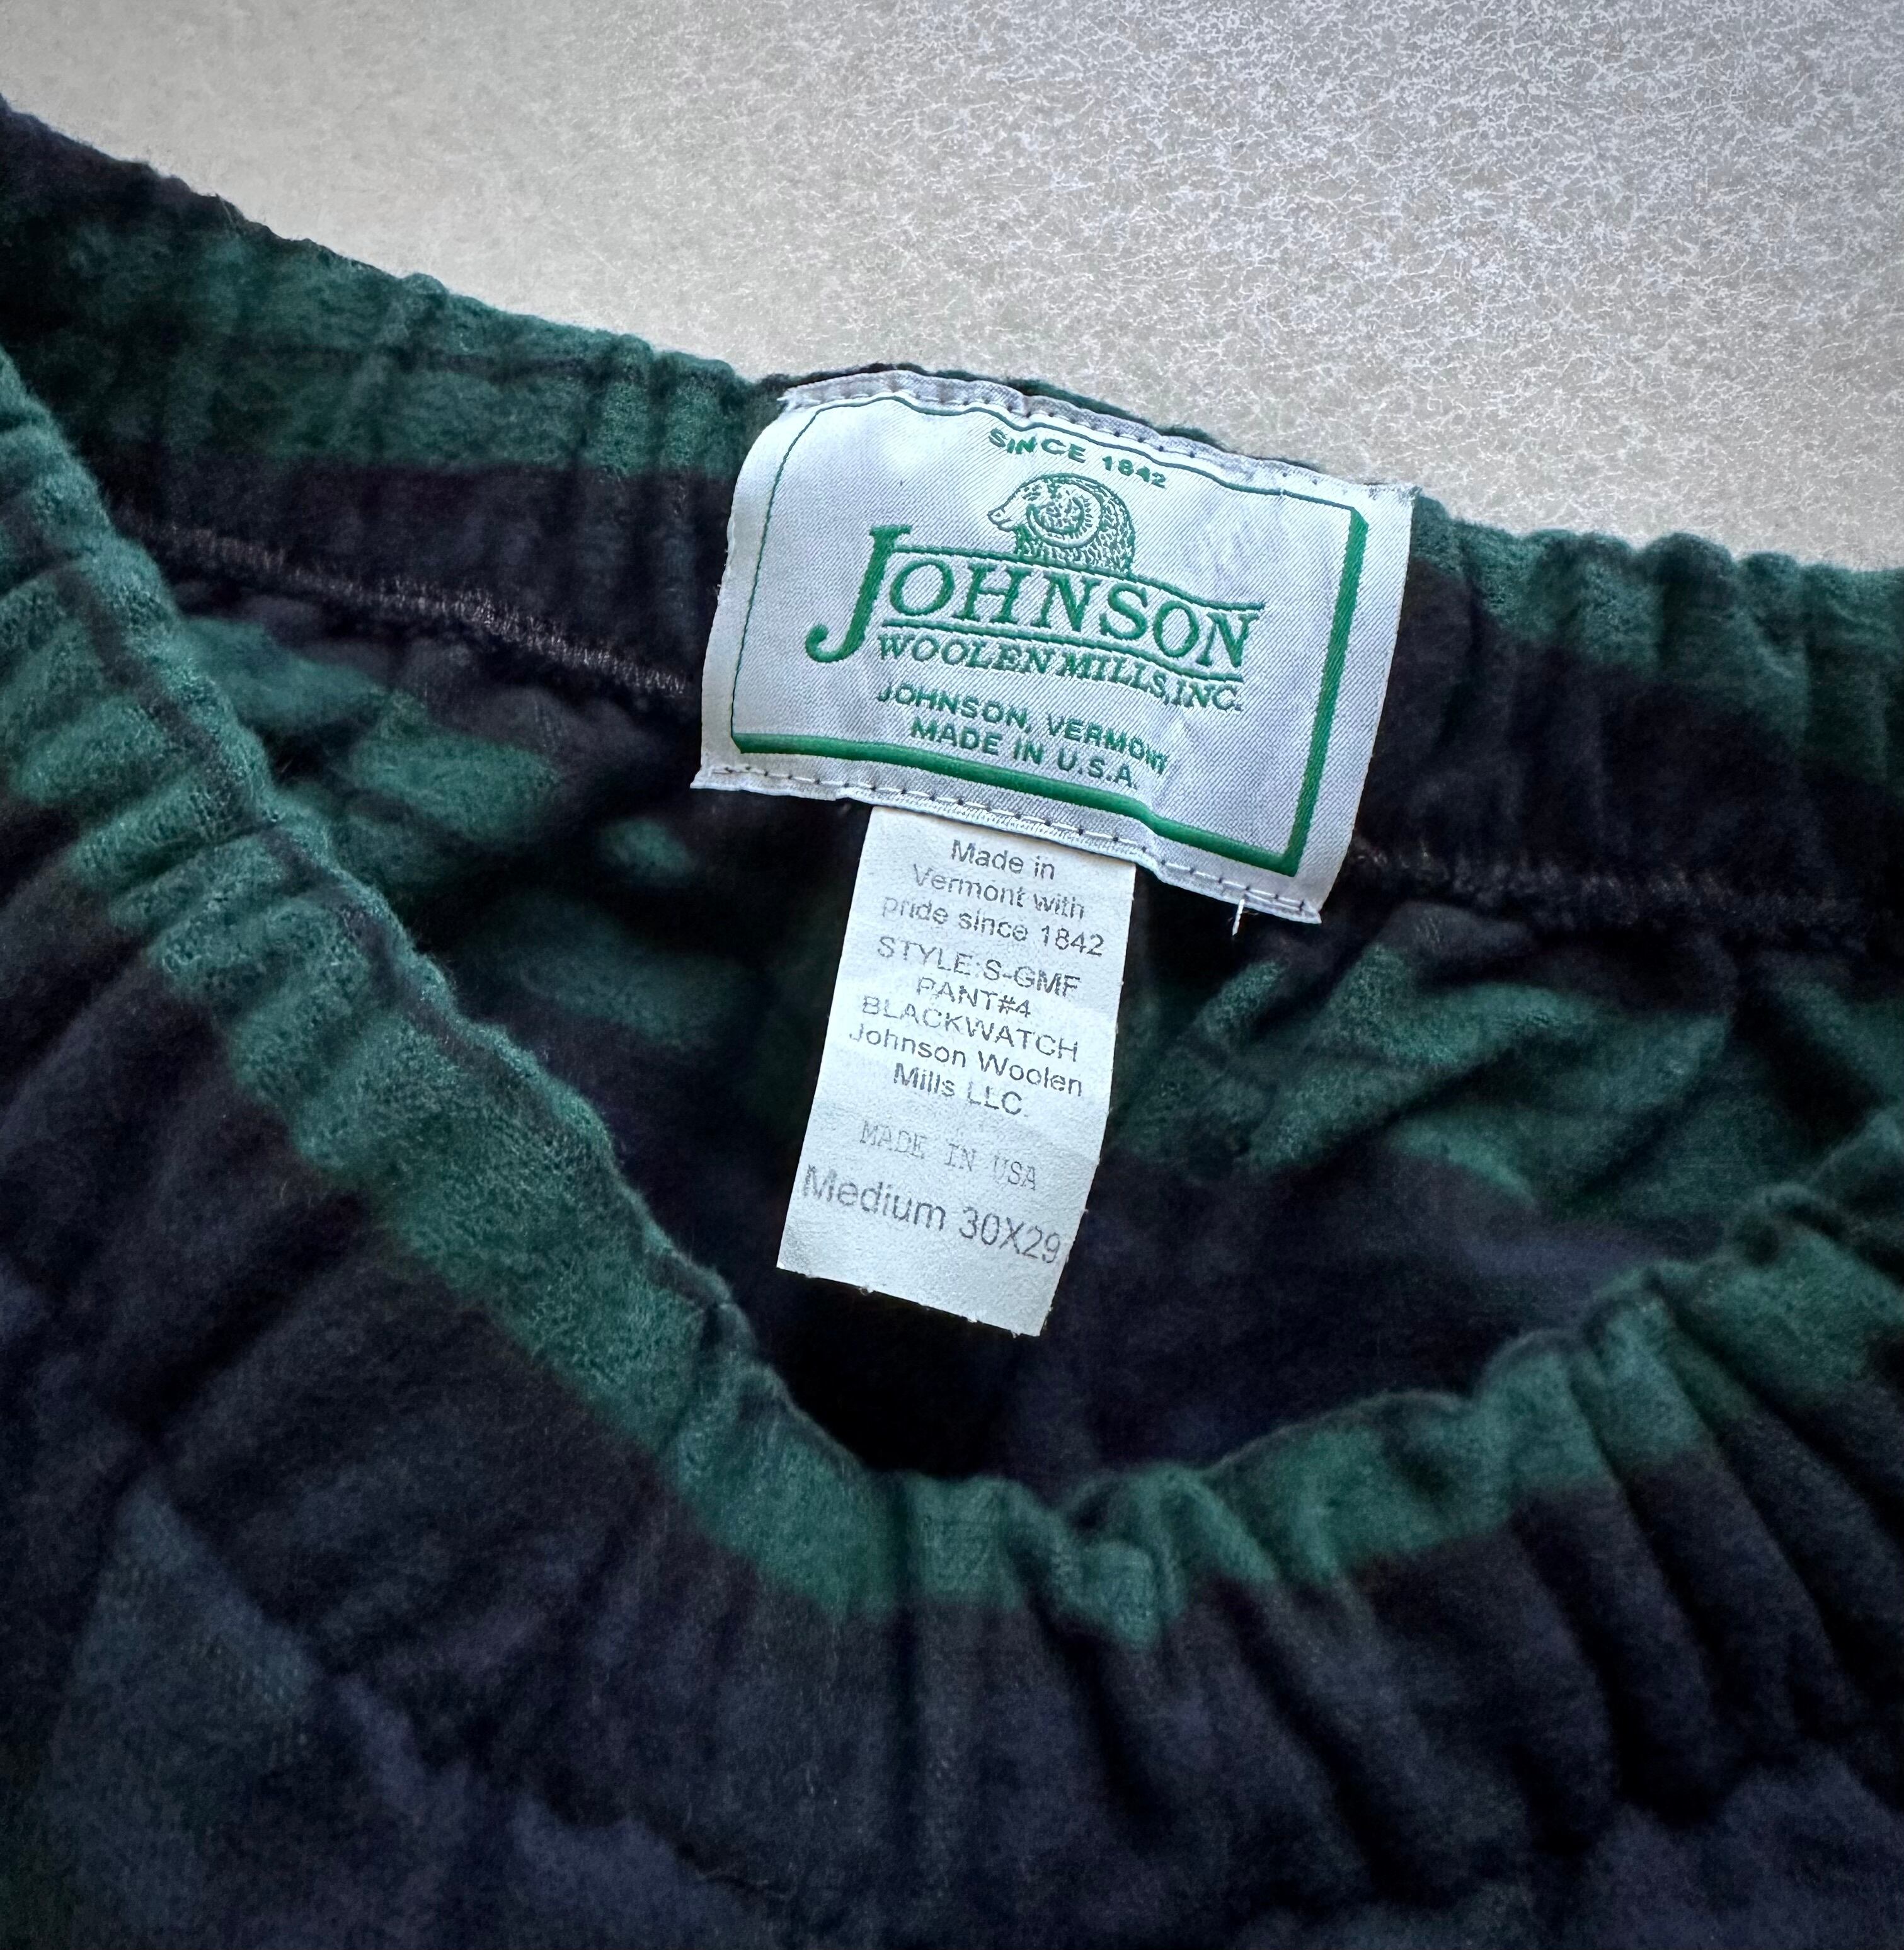 SINCE 1842
JOHNSON
WOOLEN MILLS, INC.
JOHNSON, VERMONT
MADE IN U.S.A.
Made in
Vermont with
pride since 1842
STYLE:S-GMF
PANT#4
BLACKWATCH
Johnson Woolen
Mills LLC.
MADE IN USA
Medium 30X29